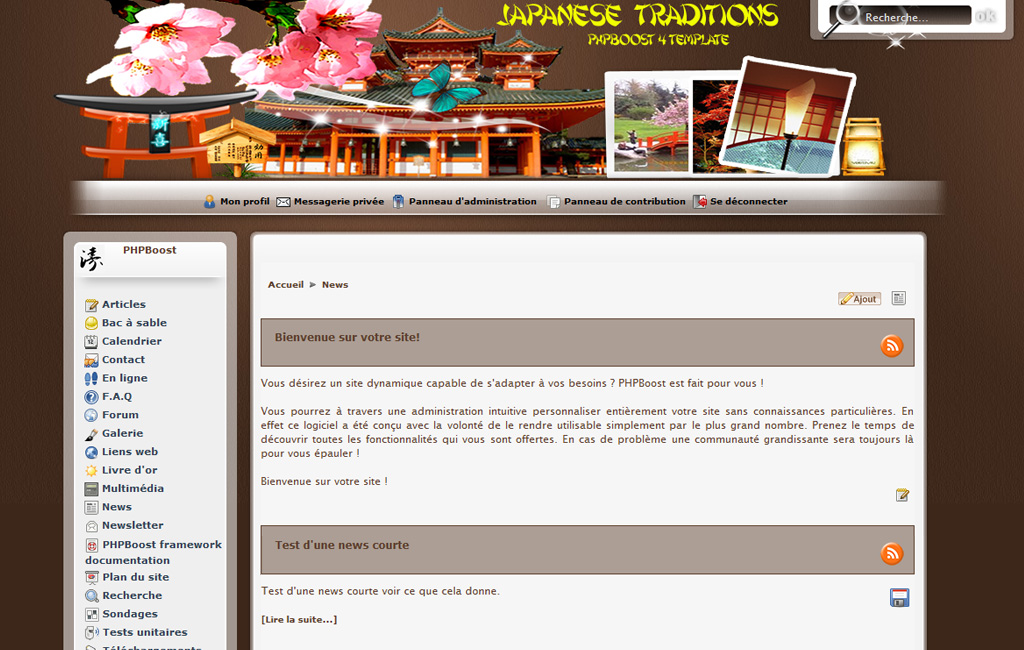 JAPANESE TRADITIONS
PHPBOOST 4 TEMPLATE
Recherche...
ok
Mon profil
Messagerie privée
Panneau d'administration
Panneau de contribution
Se déconnecter
PHPBoost
Articles
Bac à sable
Calendrier
Contact
En ligne
F.A.Q
Forum
Galerie
Liens web
Livre d'or
Multimédia
News
Newsletter
PHPBoost framework
documentation
Plan du site
Recherche
Sondages
Tests unitaires
Téléchargements
Accueil
News
Ajout
Bienvenue sur votre site!
Vous désirez un site dynamique capable de s'adapter à vos besoins ? PHPBoost est fait pour vous !
Vous pourrez à travers une administration intuitive personnaliser entièrement votre site sans connaissances particulières. En
effet ce logiciel a été conçu avec la volonté de le rendre utilisable simplement par le plus grand nombre. Prenez le temps de
découvrir toutes les fonctionnalités qui vous sont offertes. En cas de problème une communauté grandissante sera toujours là
pour vous épauler !
Bienvenue sur votre site !
Test d'une news courte
Test d'une news courte voir ce que cela donne.
[Lire la suite...]